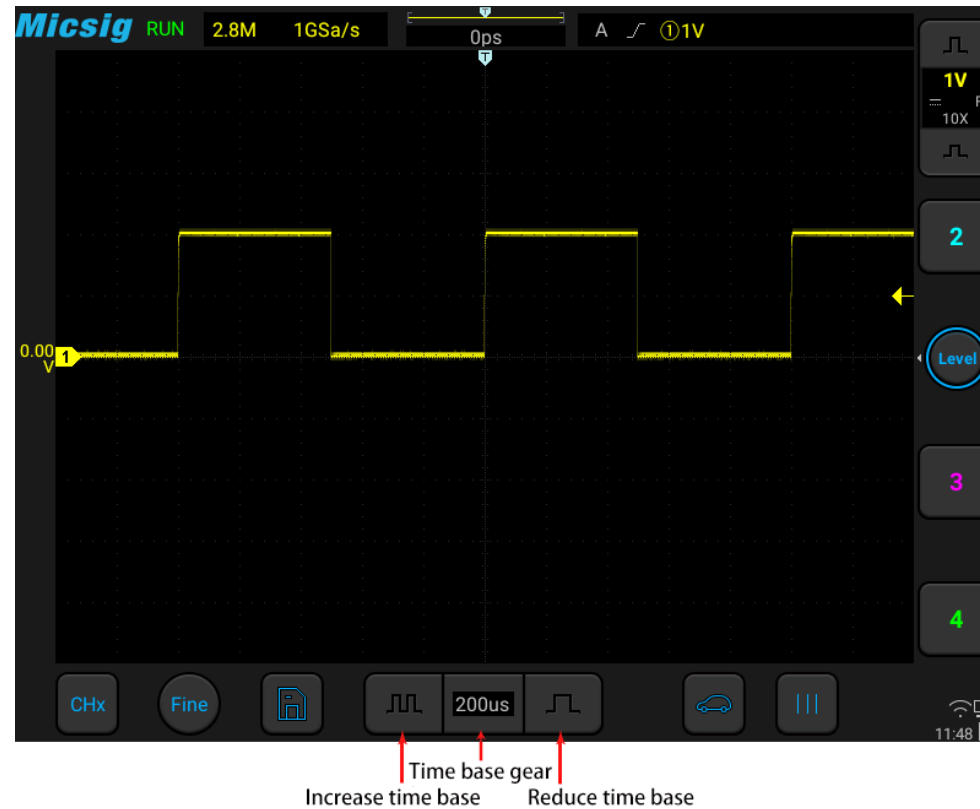 Micsig RUN 2.8M 1GSa/s 0ps A ①1V
T
T
1V
10X
2
0.00
V
1
Level
3
4
CHx Fine 200us
11:48
Time base gear
Increase time base Reduce time base